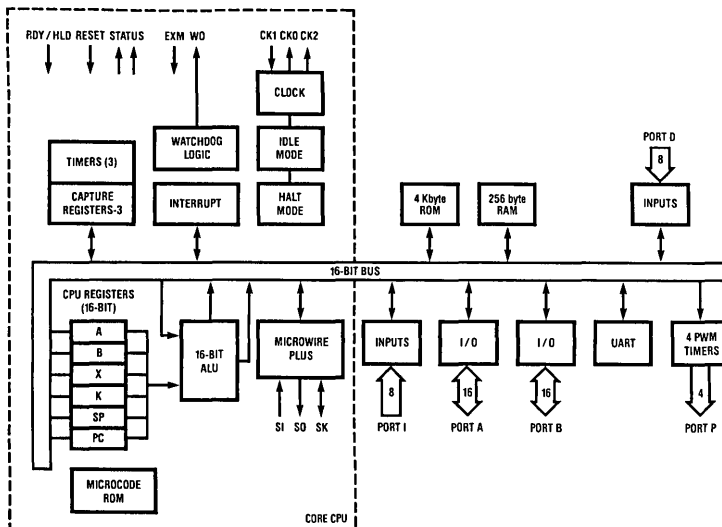 RDY / HLD RESET STATUS EXM WO CK1 CKO CK2
CLOCK
WATCHDOG
LOGIC
IDLE
MODE
TIMERS (3)
CAPTURE
REGISTERS-3
INTERRUPT
HALT
MODE
4 Kbyte
ROM
256 byte
RAM
PORT D
8
INPUTS
16-BIT BUS
CPU REGISTERS
(16-BIT)
A
B
X
K
SP
PC
16-BIT
ALU
MICROWIRE
PLUS
SI SO SK
INPUTS
8
PORT I
I/O
16
PORT A
I/O
16
PORT B
UART
4 PWM
TIMERS
4
PORT P
MICROCODE
ROM
CORE CPU